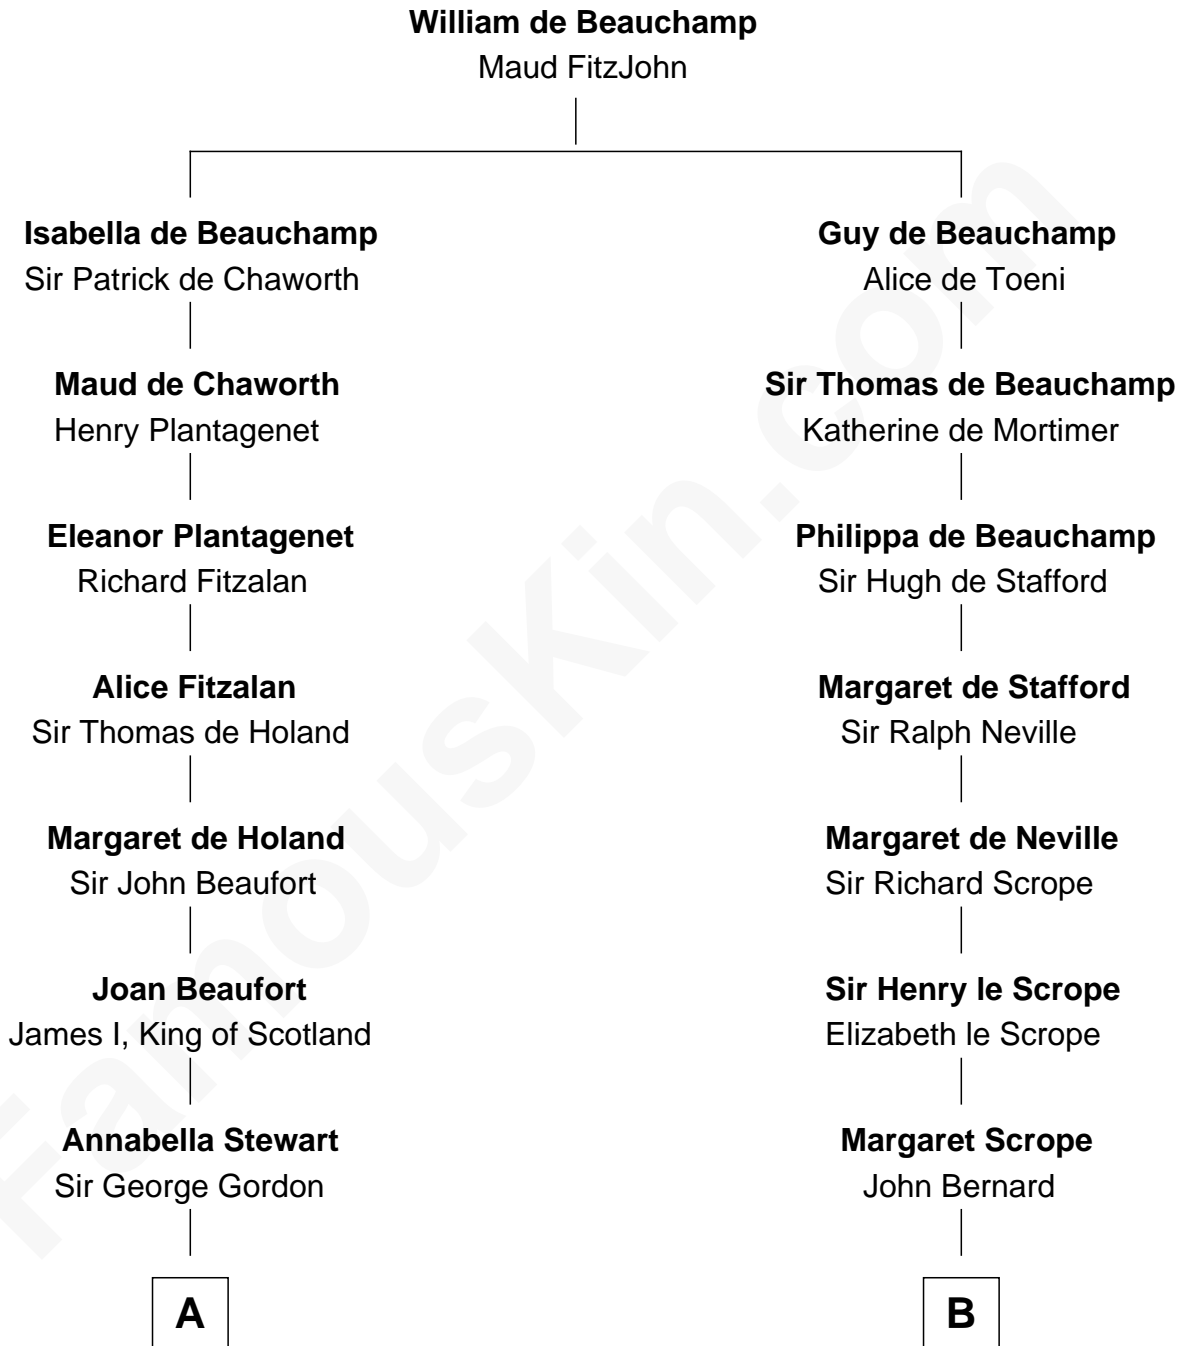 William de Beauchamp
Maud FitzJohn
Isabella de Beauchamp
Sir Patrick de Chaworth
Guy de Beauchamp
Alice de Toeni
Maud de Chaworth
Henry Plantagenet
Sir Thomas de Beauchamp
Katherine de Mortimer
Eleanor Plantagenet
Richard Fitzalan
Philippa de Beauchamp
Sir Hugh de Stafford
Alice Fitzalan
Sir Thomas de Holand
Margaret de Stafford
Sir Ralph Neville
Margaret de Holand
Sir John Beaufort
Margaret de Neville
Sir Richard Scrope
Joan Beaufort
James I, King of Scotland
Sir Henry le Scrope
Elizabeth le Scrope
Annabella Stewart
Sir George Gordon
Margaret Scrope
John Bernard
A
B
FamousKin.com